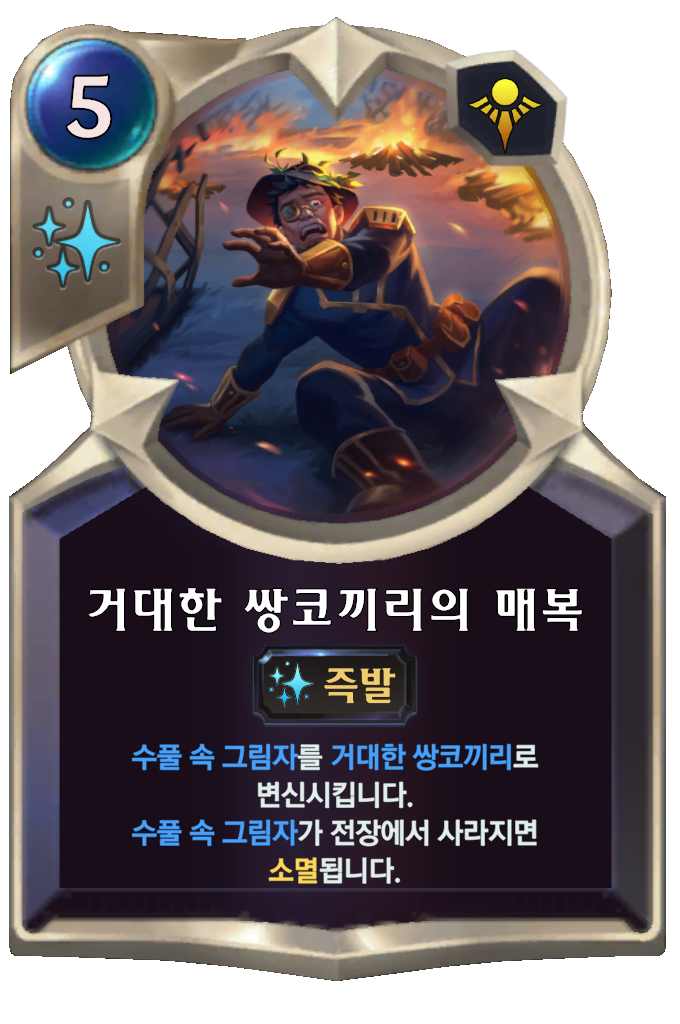 5
거대한 쌍코끼리의 매복
즉발
수풀 속 그림자를 거대한 쌍코끼리로
변신시킵니다.
수풀 속 그림자가 전장에서 사라지면
소멸됩니다.